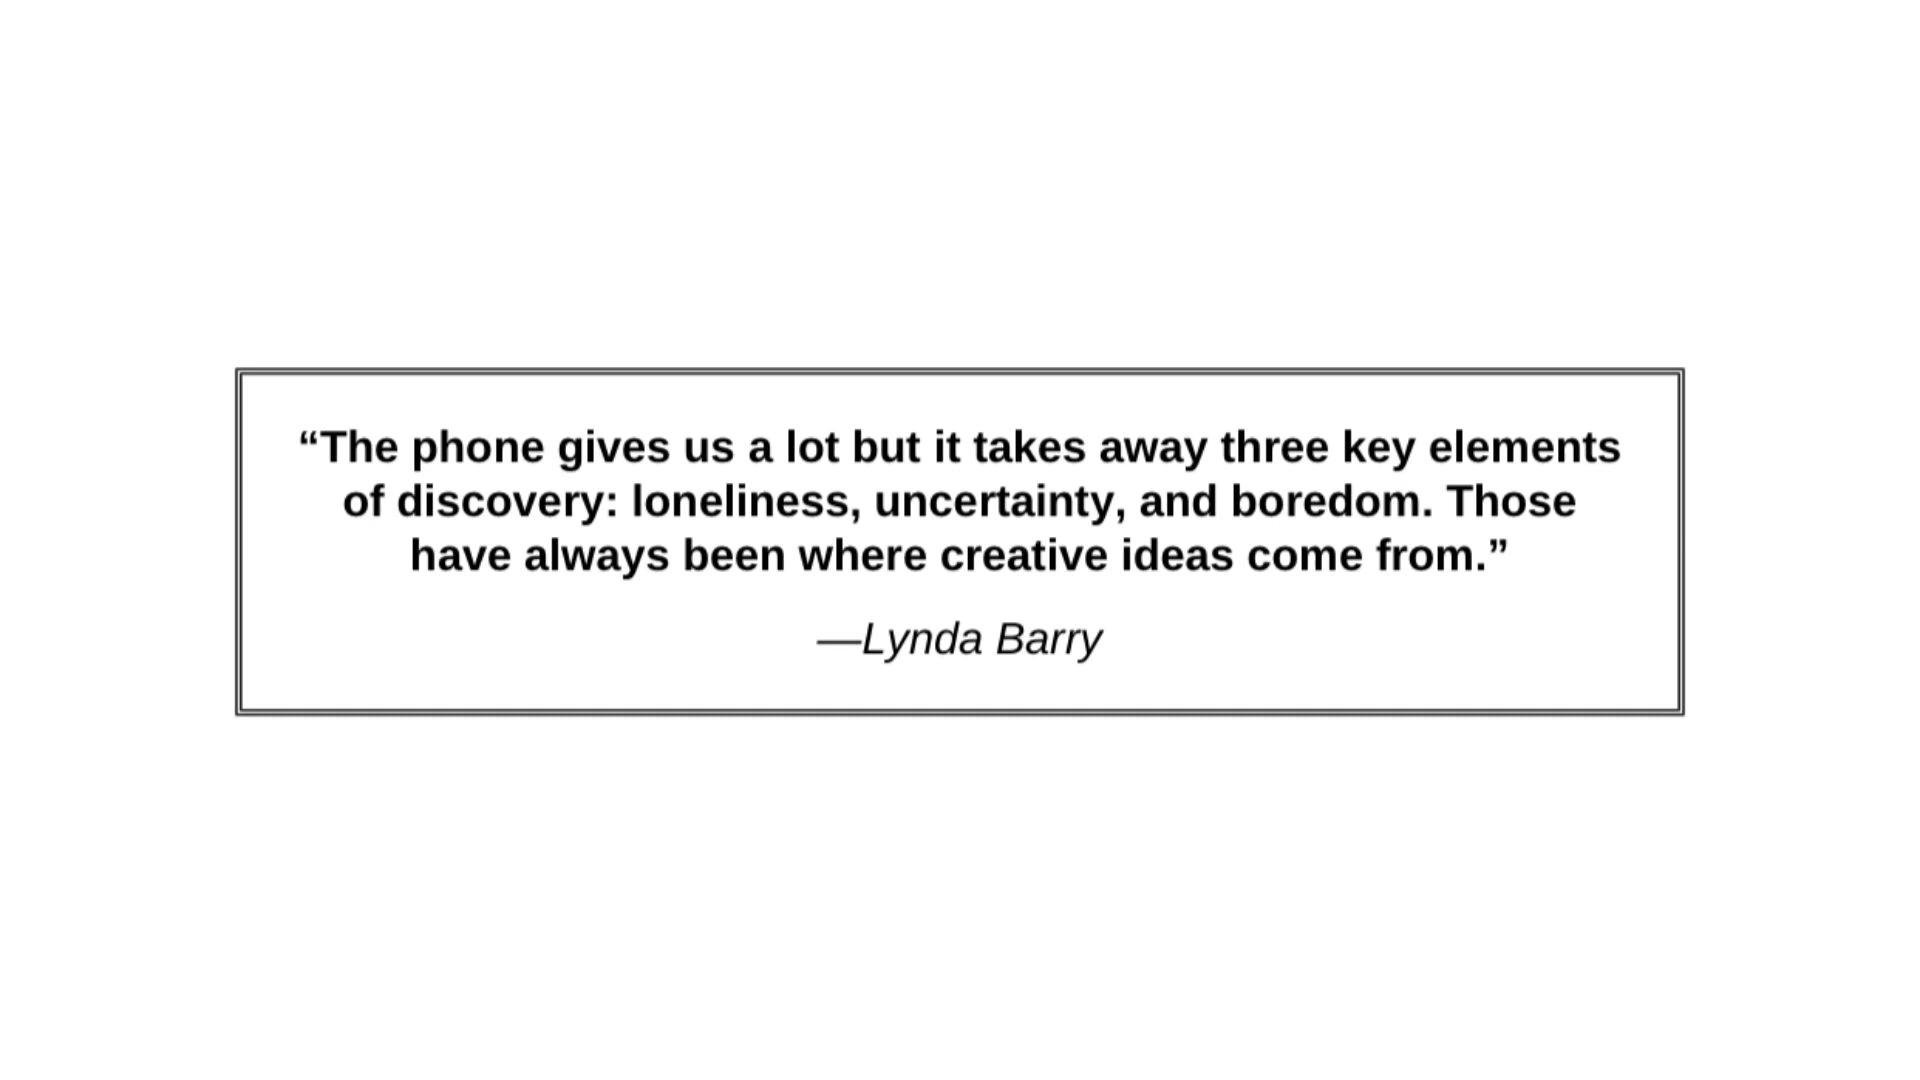 “The phone gives us a lot but it takes away three key elements
of discovery: loneliness, uncertainty, and boredom. Those
have always been where creative ideas come from.”
—Lynda Barry